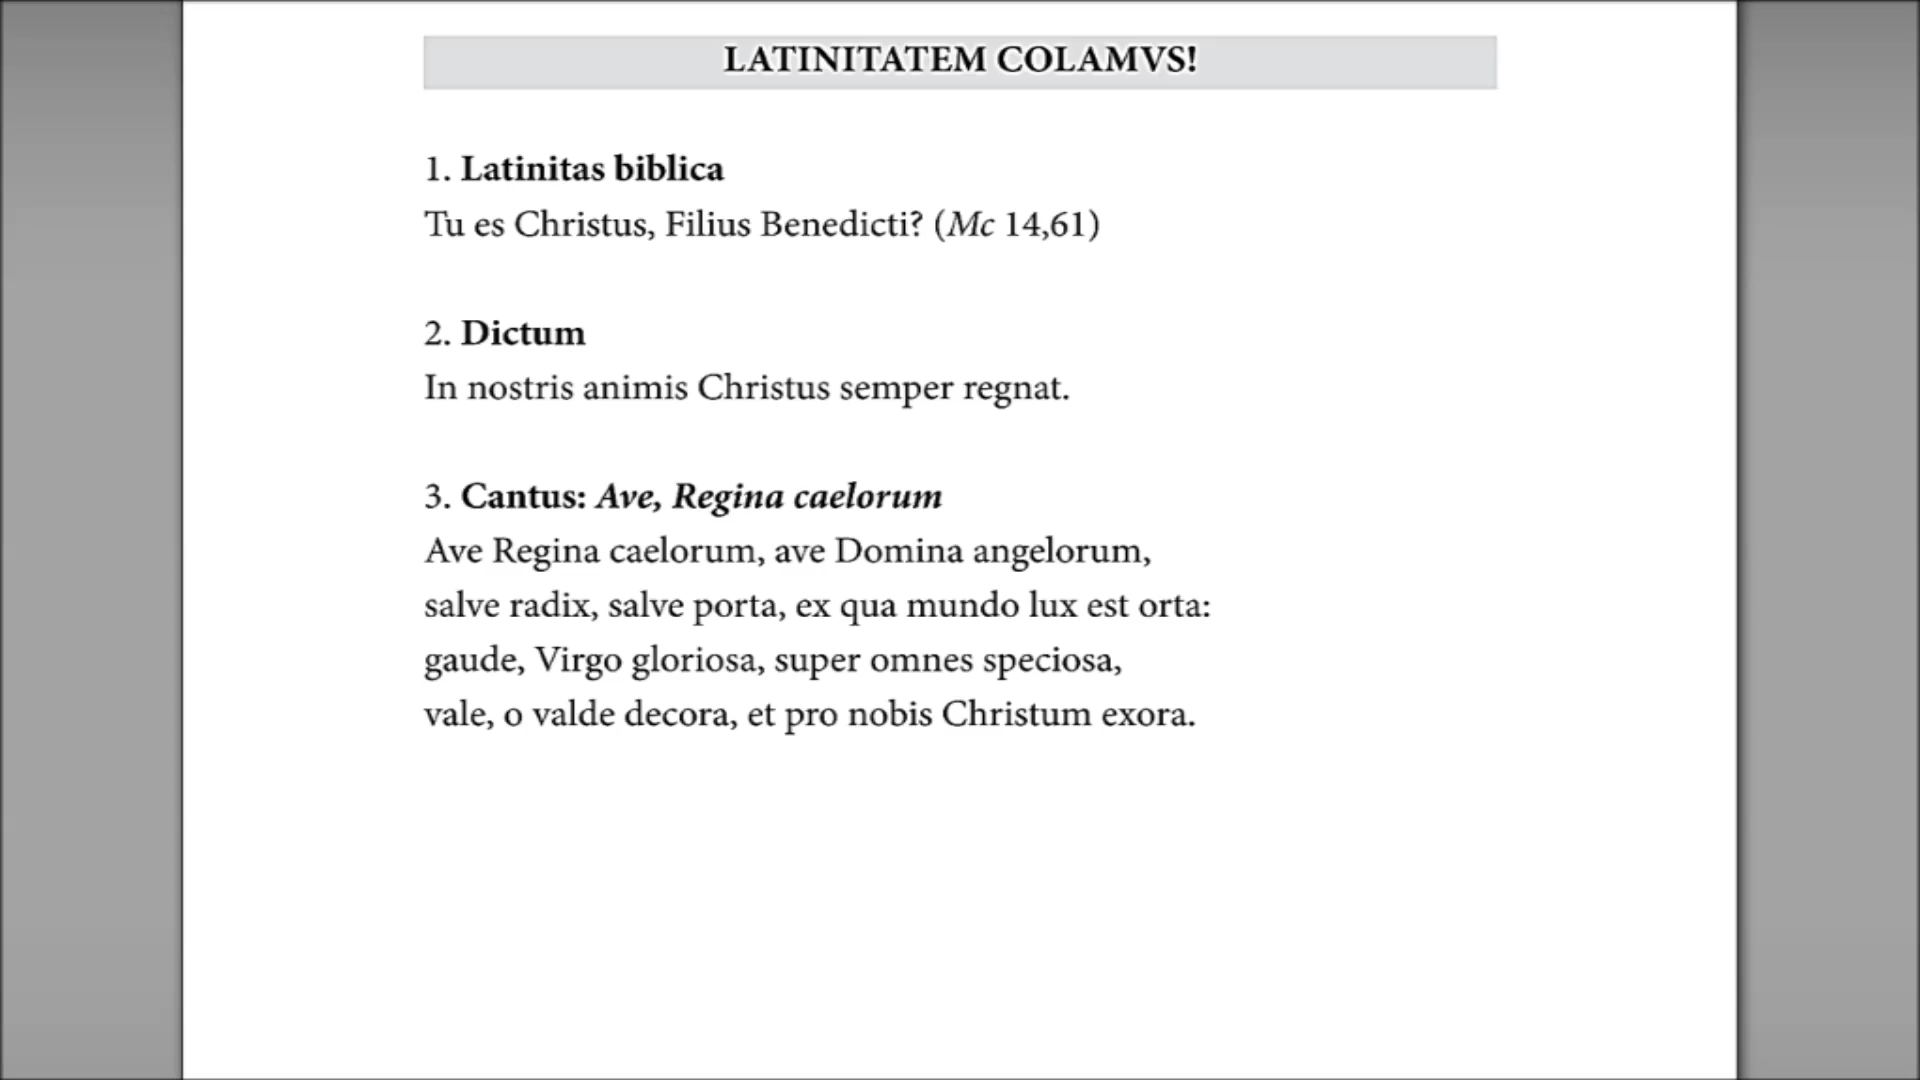 LATINITATEM COLAMVS!
1. Latinitas biblica
Tu es Christus, Filius Benedicti? (Mc 14,61)
2. Dictum
In nostris animis Christus semper regnat.
3. Cantus: Ave, Regina caelorum
Ave Regina caelorum, ave Domina angelorum,
salve radix, salve porta, ex qua mundo lux est orta:
gaude, Virgo gloriosa, super omnes speciosa,
vale, o valde decora, et pro nobis Christum exora.